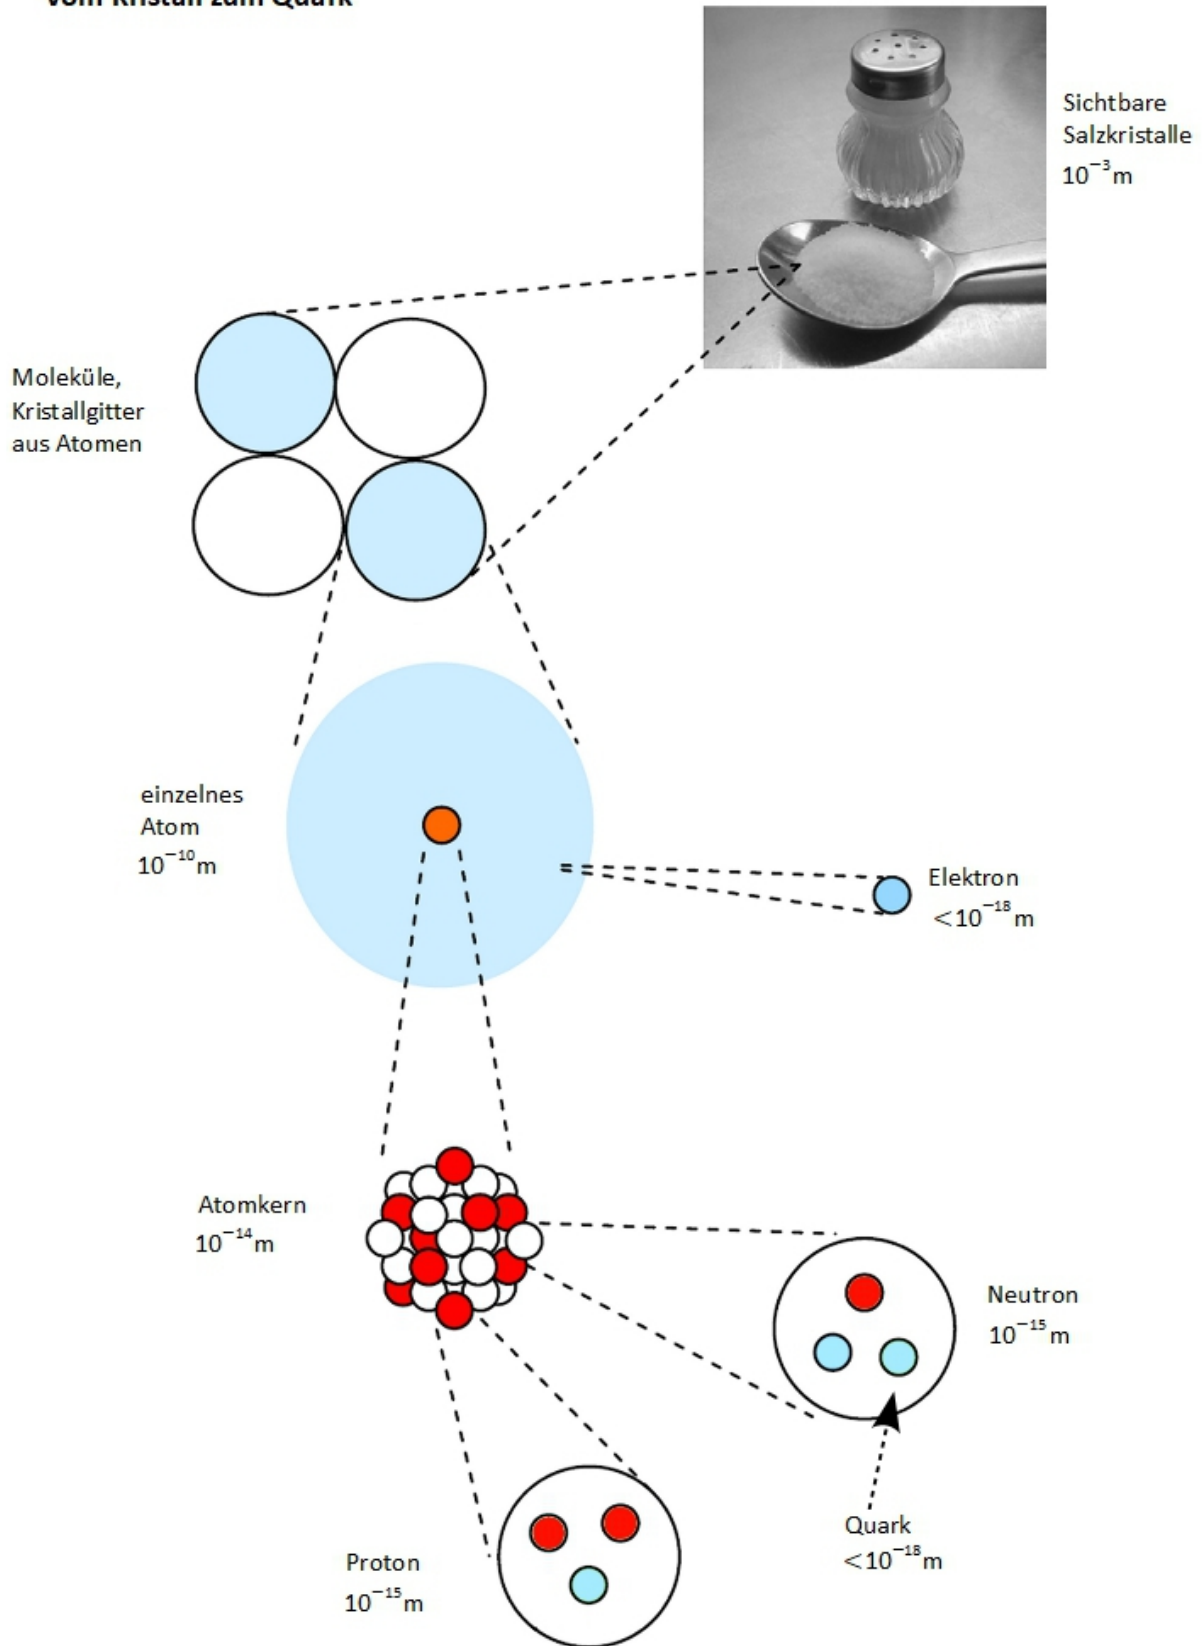 vom Kristall zum Quark
Sichtbare
Salzkristalle
10⁻³m
Moleküle,
Kristallgitter
aus Atomen
einzelnes
Atom
10⁻¹⁰m
Elektron
<10⁻¹⁸m
Atomkern
10⁻¹⁴m
Neutron
10⁻¹⁵m
Quark
<10⁻¹⁸m
Proton
10⁻¹⁵m